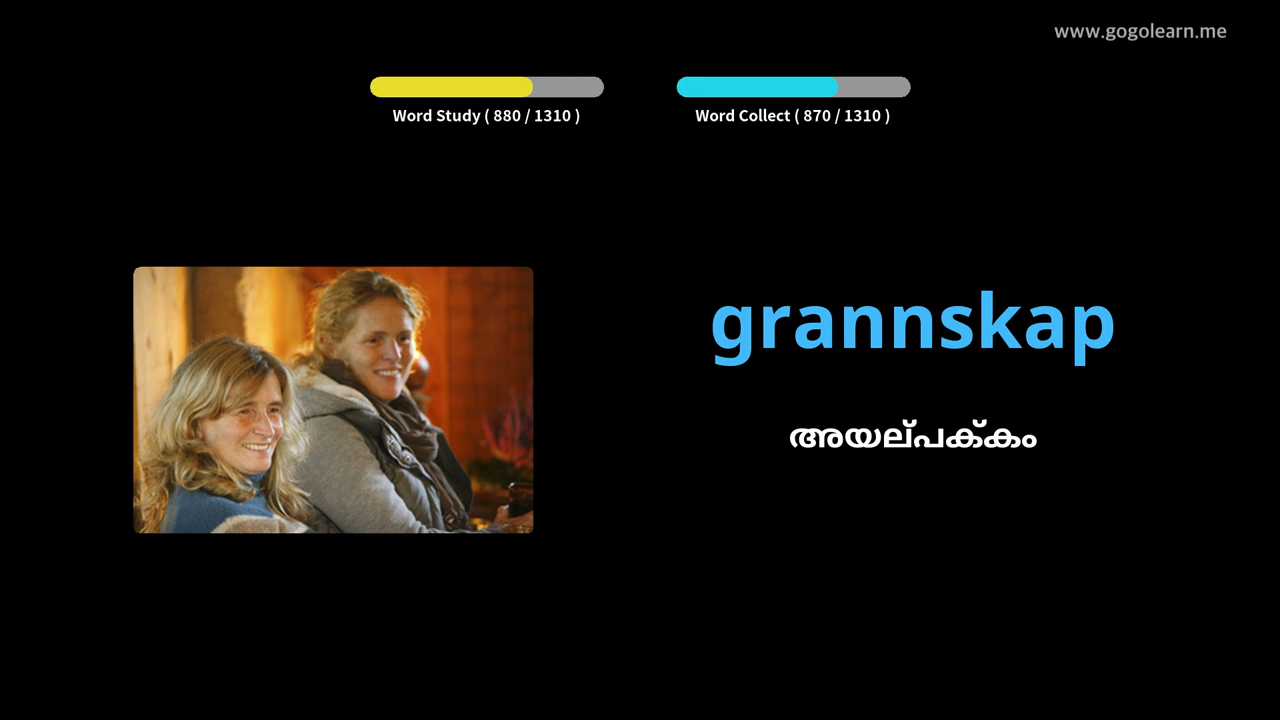 www.gogolearn.me
Word Study ( 880 / 1310 )
Word Collect ( 870 / 1310 )
grannskap
അയല്പക്കം